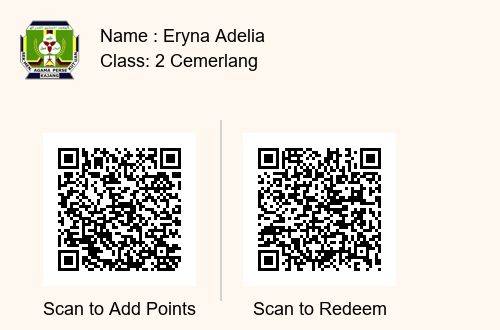 Name : Eryna Adelia
Class: 2 Cemerlang
AGAMA PERSE
KAJANG
Scan to Add Points
Scan to Redeem